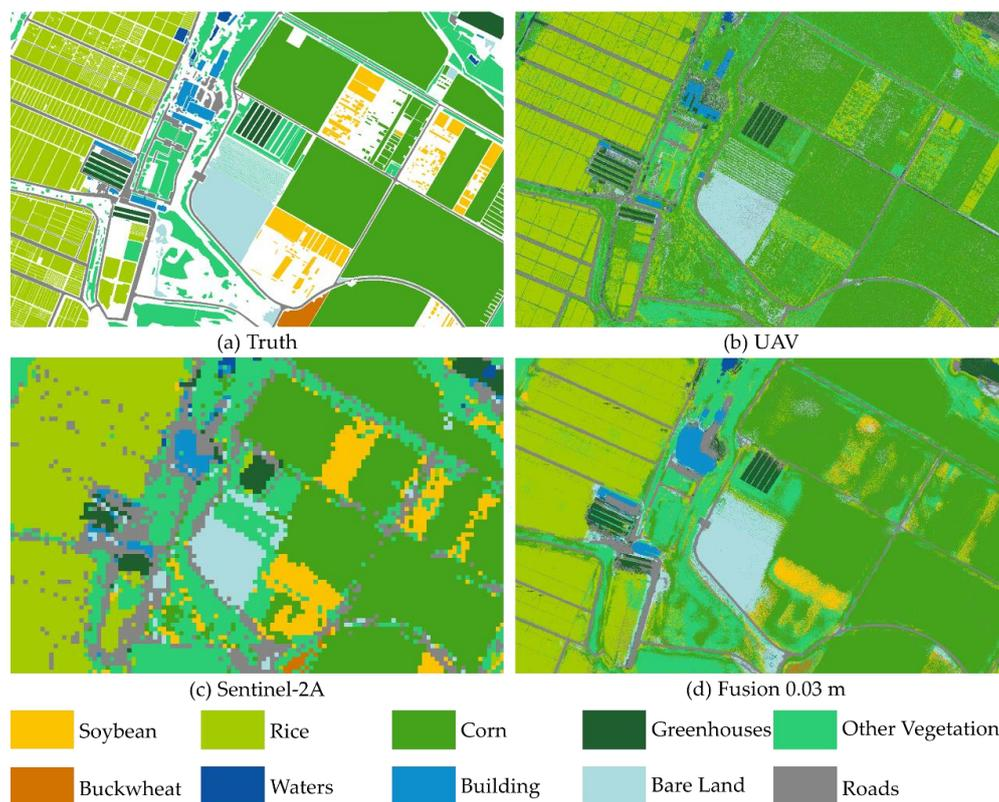 (a) Truth
(b) UAV
(c) Sentinel-2A
(d) Fusion 0.03 m
Soybean
Rice
Corn
Greenhouses
Other Vegetation
Buckwheat
Waters
Building
Bare Land
Roads